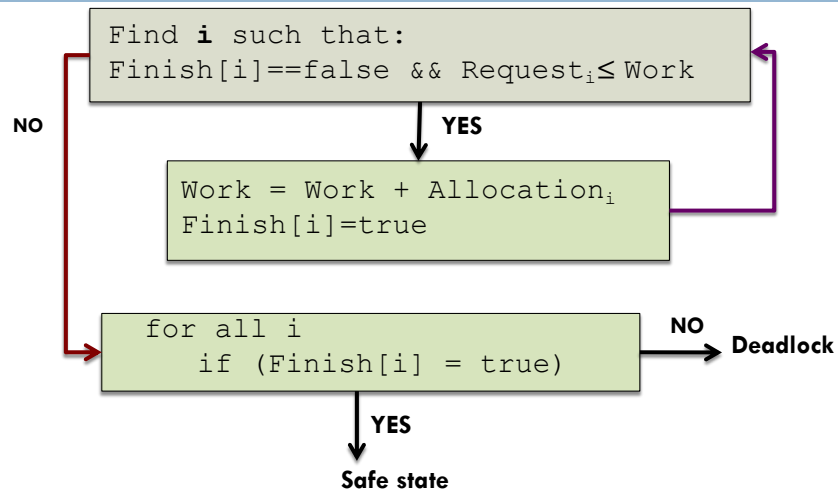 Find i such that:
Finish[i]==false && Requesti≤ Work
NO
YES
Work = Work + Allocationi
Finish[i]=true
for all i
if (Finish[i] = true)
NO
Deadlock
YES
Safe state